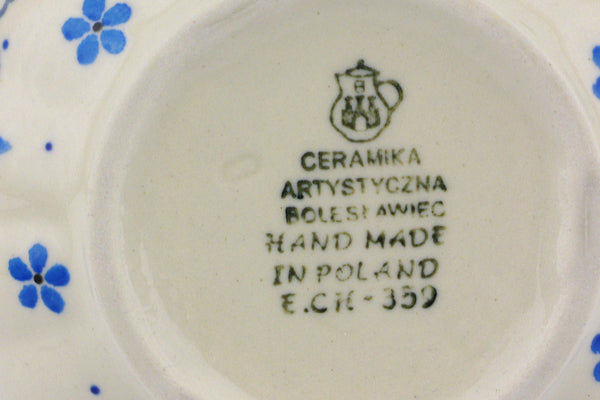 CERAMIKA
ARTYSTYCZNA
BOLESŁAWIEC
HAND MADE
IN POLAND
E.CH-359